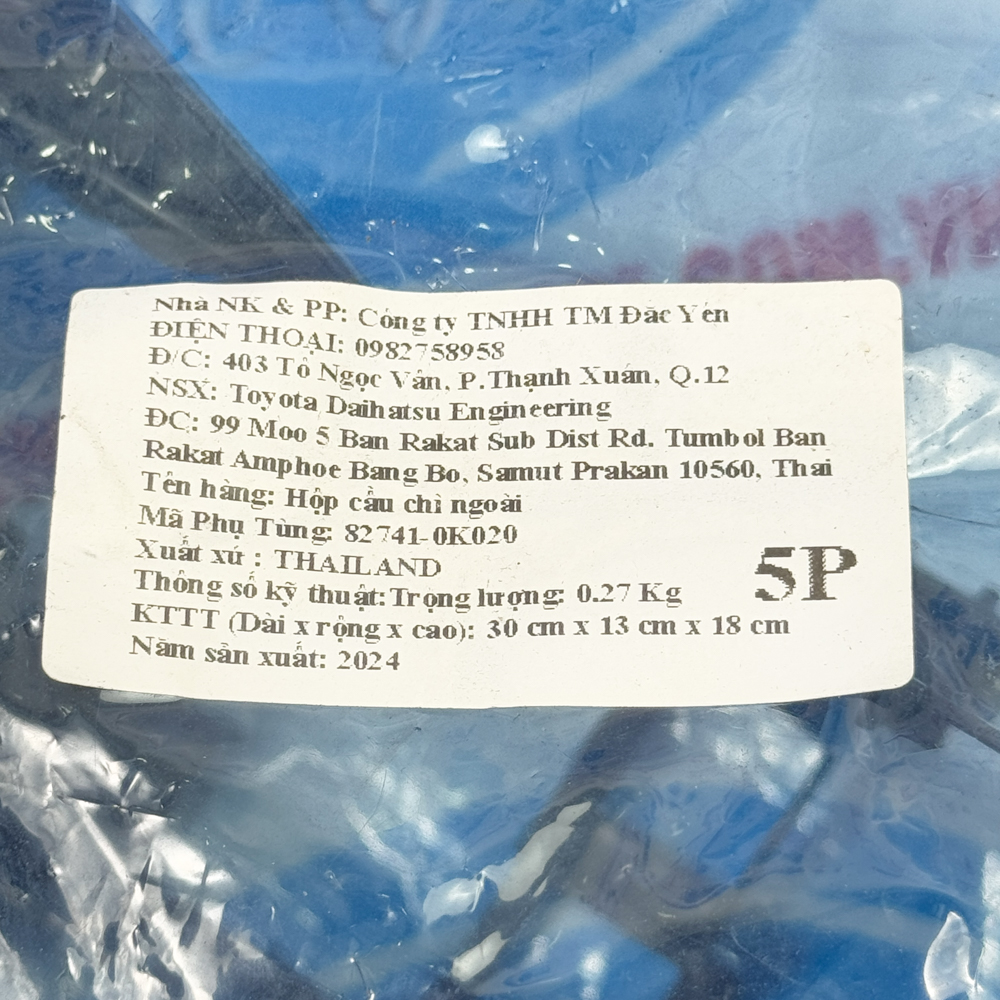 Nhà NK & PP: Công ty TNHH TM Đắc Yến
ĐIỆN THOẠI: 0982758958
Đ/C: 403 Tô Ngọc Vân, P.Thạnh Xuân, Q.12
NSX: Toyota Daihatsu Engineering
ĐC: 99 Moo 5 Ban Rakat Sub Dist Rd. Tumbol Ban
Rakat Amphoe Bang Bo, Samut Prakan 10560, Thai
Tên hàng: Hộp cầu chì ngoài
Mã Phụ Tùng: 82741-0K020
Xuất xứ : THAILAND
5P
Thông số kỹ thuật:Trọng lượng: 0.27 Kg
KTTT (Dài x rộng x cao): 30 cm x 13 cm x 18 cm
Năm sản xuất: 2024